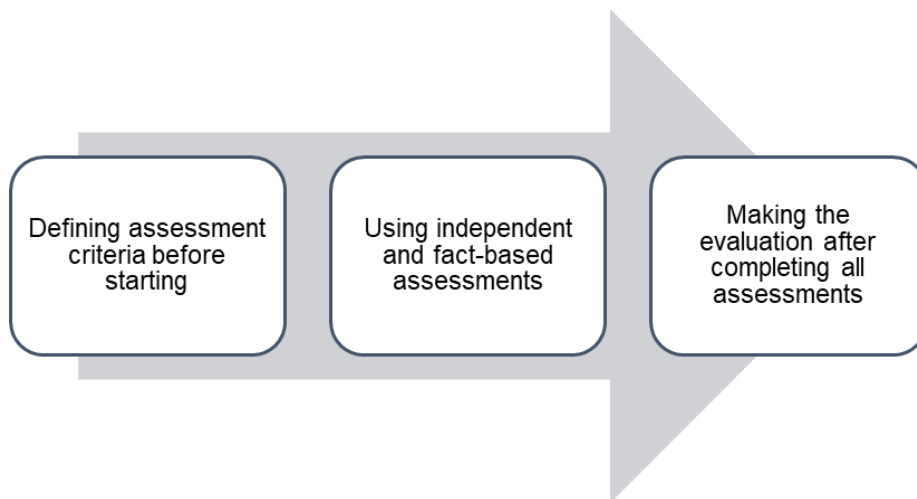 Defining assessment
criteria before
starting
Using independent
and fact-based
assessments
Making the
evaluation after
completing all
assessments